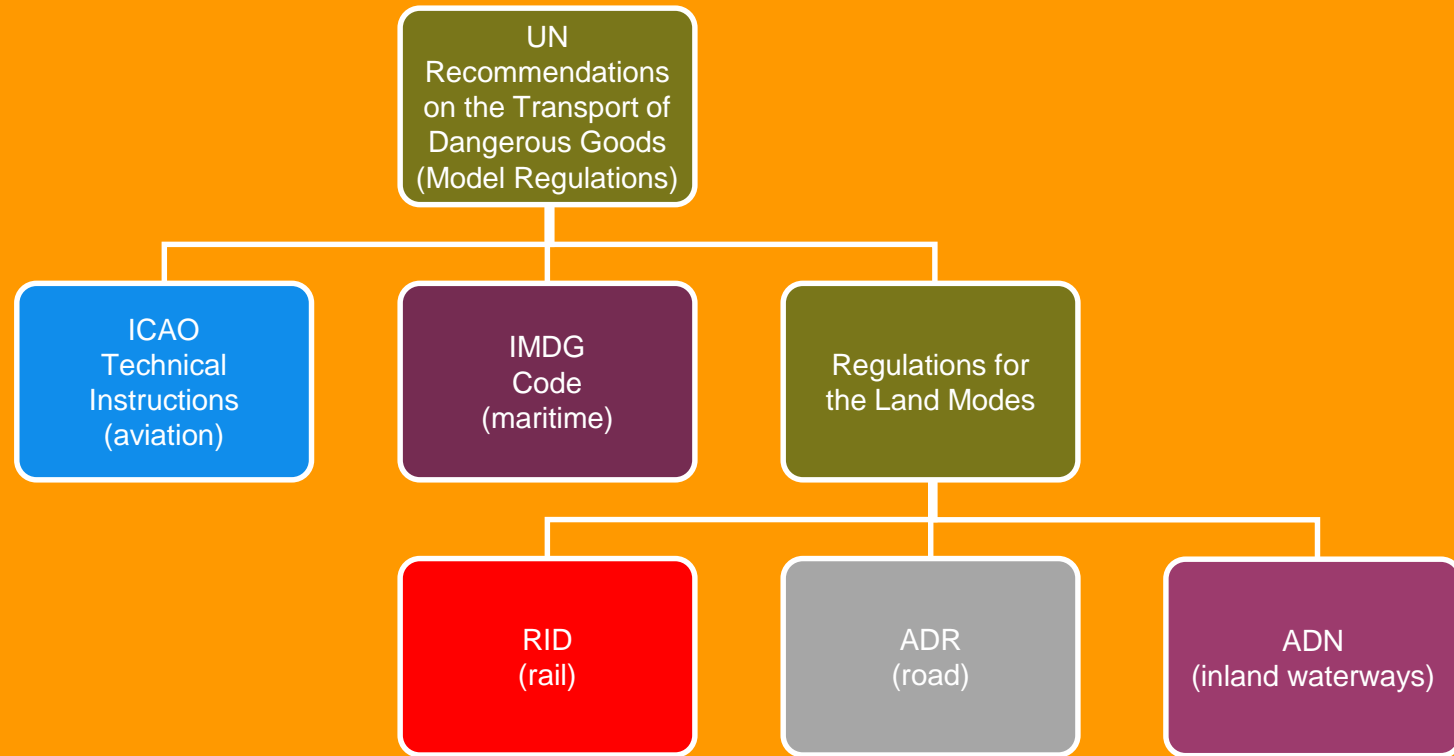 UN
Recommendations
on the Transport of
Dangerous Goods
(Model Regulations)
ICAO
Technical
Instructions
(aviation)
IMDG
Code
(maritime)
Regulations for
the Land Modes
RID
(rail)
ADR
(road)
ADN
(inland waterways)